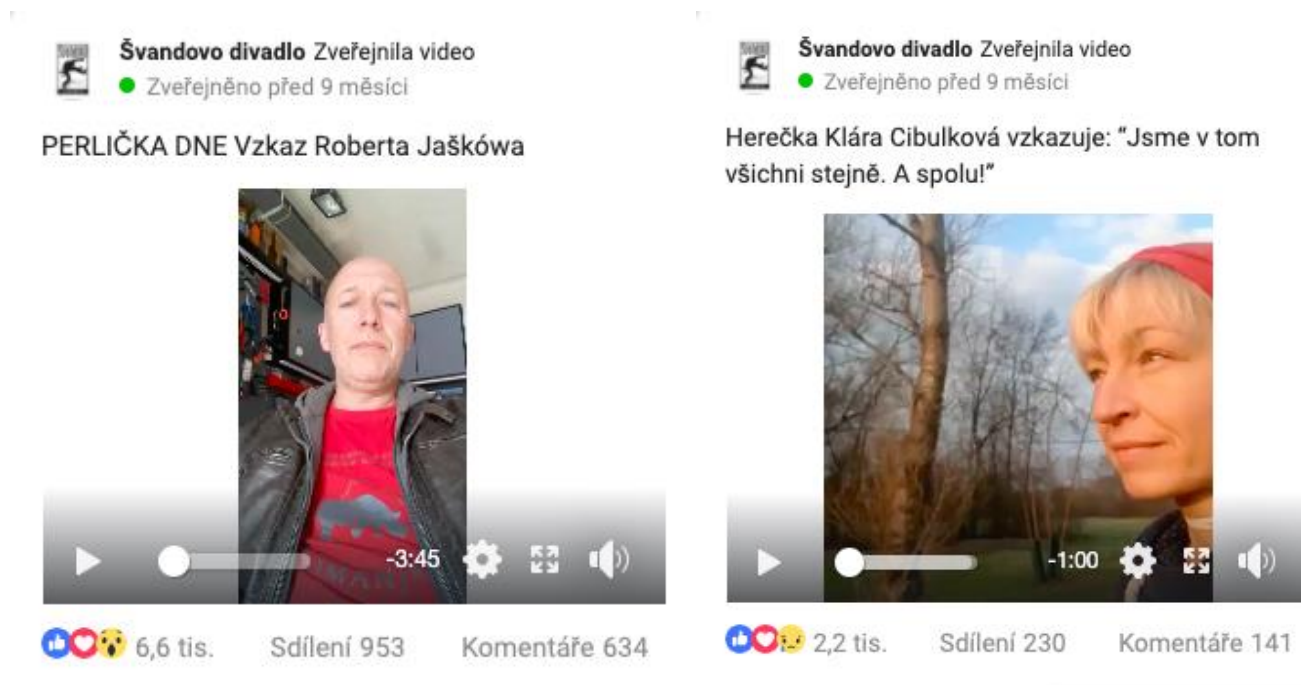 Švandovo divadlo Zveřejnila video
Zveřejněno před 9 měsíci
PERLIČKA DNE Vzkaz Roberta Jaškówa
-3:45
6,6 tis. Sdílení 953 Komentáře 634
Švandovo divadlo Zveřejnila video
Zveřejněno před 9 měsíci
Herečka Klára Cibulková vzkazuje: “Jsme v tom
všichni stejně. A spolu!”
-1:00
2,2 tis. Sdílení 230 Komentáře 141